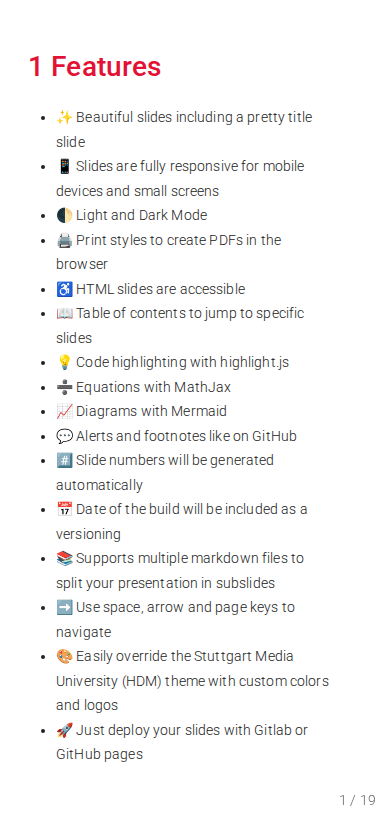 1 Features
• ✨ Beautiful slides including a pretty title
slide
• 📱 Slides are fully responsive for mobile
devices and small screens
• 🌓 Light and Dark Mode
• 🖨️ Print styles to create PDFs in the
browser
• ♿ HTML slides are accessible
• 📖 Table of contents to jump to specific
slides
• 💡 Code highlighting with highlight.js
• ➗ Equations with MathJax
• 📈 Diagrams with Mermaid
• 💬 Alerts and footnotes like on GitHub
• #️⃣ Slide numbers will be generated
automatically
• 📅 Date of the build will be included as a
versioning
• 📚 Supports multiple markdown files to
split your presentation in subslides
• ➡️ Use space, arrow and page keys to
navigate
• 🎨 Easily override the Stuttgart Media
University (HDM) theme with custom colors
and logos
• 🚀 Just deploy your slides with Gitlab or
GitHub pages
1 / 19